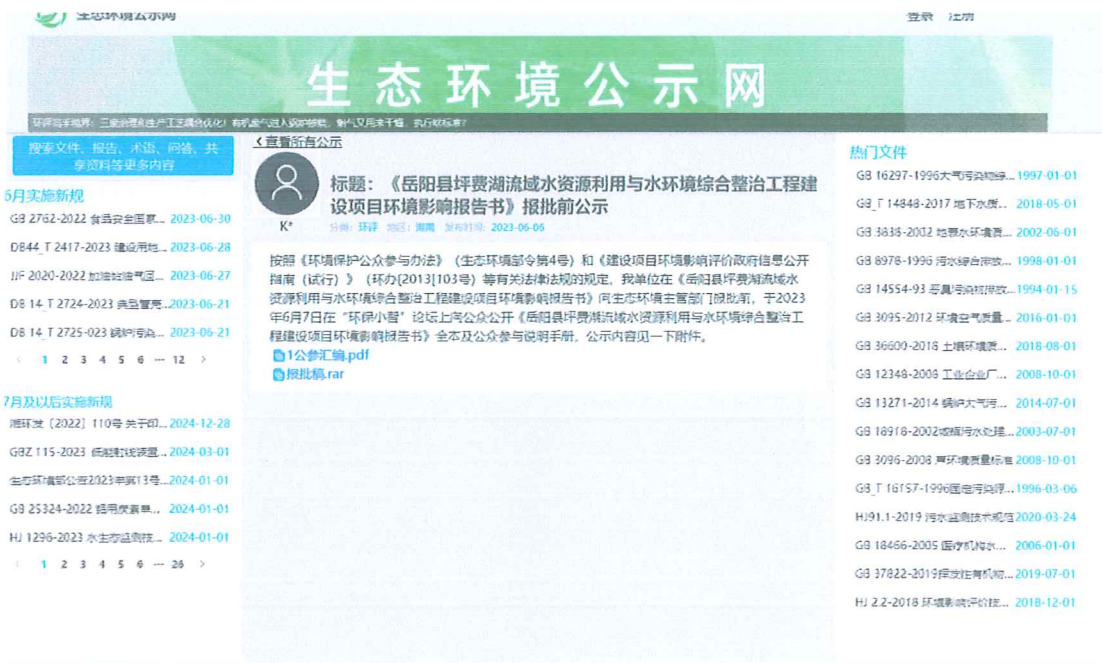 生态环境公示网
登录 注册
生态环境公示网
搜索文件、报告、术语、问答、共
享资料等更多内容
6月实施新规
GB 2762-2022 食品安全国家... 2023-06-30
DB44_T 2417-2023 建设用地... 2023-06-28
JJF 2020-2022 加油站油气回... 2023-06-27
DB 14_T 2724-2023 典型管壳... 2023-06-21
DB 14_T 2725-023 锅炉污染... 2023-06-21
< 1 2 3 4 5 6 ··· 12 >
7月及以后实施新规
湘环发〔2022〕110号 关于印... 2024-12-28
GBZ 115-2023 低能射线装置... 2024-03-01
生态环境部公告2023年第13号... 2024-01-01
GB 25324-2022 铝用炭素单... 2024-01-01
HJ 1296-2023 水生态监测技... 2024-01-01
< 1 2 3 4 5 6 ··· 26 >
<查看所有公示
K*
标题：《岳阳县坪费湖流域水资源利用与水环境综合整治工程建
设项目环境影响报告书》报批前公示
分类：环评 地区：湖南 发布时间：2023-06-06
按照《环境保护公众参与办法》（生态环境部令第4号）和《建设项目环境影响评价政府信息公开
指南（试行）》（环办[2013]103号）等有关法律法规的规定，我单位在《岳阳县坪费湖流域水
资源利用与水环境综合整治工程建设项目环境影响报告书》向生态环境主管部门报批前，于2023
年6月7日在“环保小智”论坛上向公众公开《岳阳县坪费湖流域水资源利用与水环境综合整治工
程建设项目环境影响报告书》全本及公众参与说明手册，公示内容见一下附件。
1公参汇编.pdf
报批稿.rar
热门文件
GB 16297-1996大气污染物综... 1997-01-01
GB_T 14848-2017 地下水质... 2018-05-01
GB 3838-2002 地表水环境质... 2002-06-01
GB 8978-1996 污水综合排放... 1998-01-01
GB 14554-93 恶臭污染物排放... 1994-01-15
GB 3095-2012 环境空气质量... 2016-01-01
GB 36600-2018 土壤环境质... 2018-08-01
GB 12348-2008 工业企业厂... 2008-10-01
GB 13271-2014 锅炉大气污... 2014-07-01
GB 18918-2002城镇污水处理... 2003-07-01
GB 3096-2008 声环境质量标准 2008-10-01
GB_T 16157-1996固定污染源... 1996-03-06
HJ91.1-2019 污水监测技术规范 2020-03-24
GB 18466-2005 医疗机构水... 2006-01-01
GB 37822-2019挥发性有机物... 2019-07-01
HJ 2.2-2018 环境影响评价技... 2018-12-01